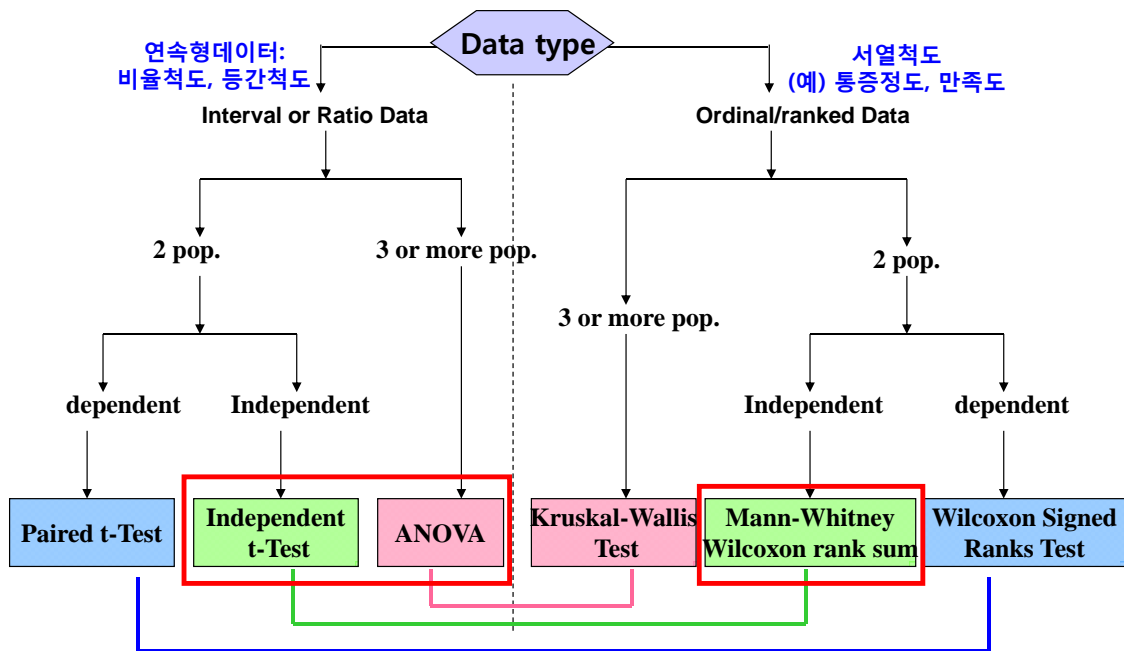 Data type
연속형데이터:
비율척도, 등간척도
서열척도
(예) 통증정도, 만족도
Interval or Ratio Data
Ordinal/ranked Data
2 pop.
3 or more pop.
2 pop.
3 or more pop.
dependent
Independent
Independent
dependent
Paired t-Test
Independent
t-Test
ANOVA
Kruskal-Wallis
Test
Mann-Whitney
Wilcoxon rank sum
Wilcoxon Signed
Ranks Test